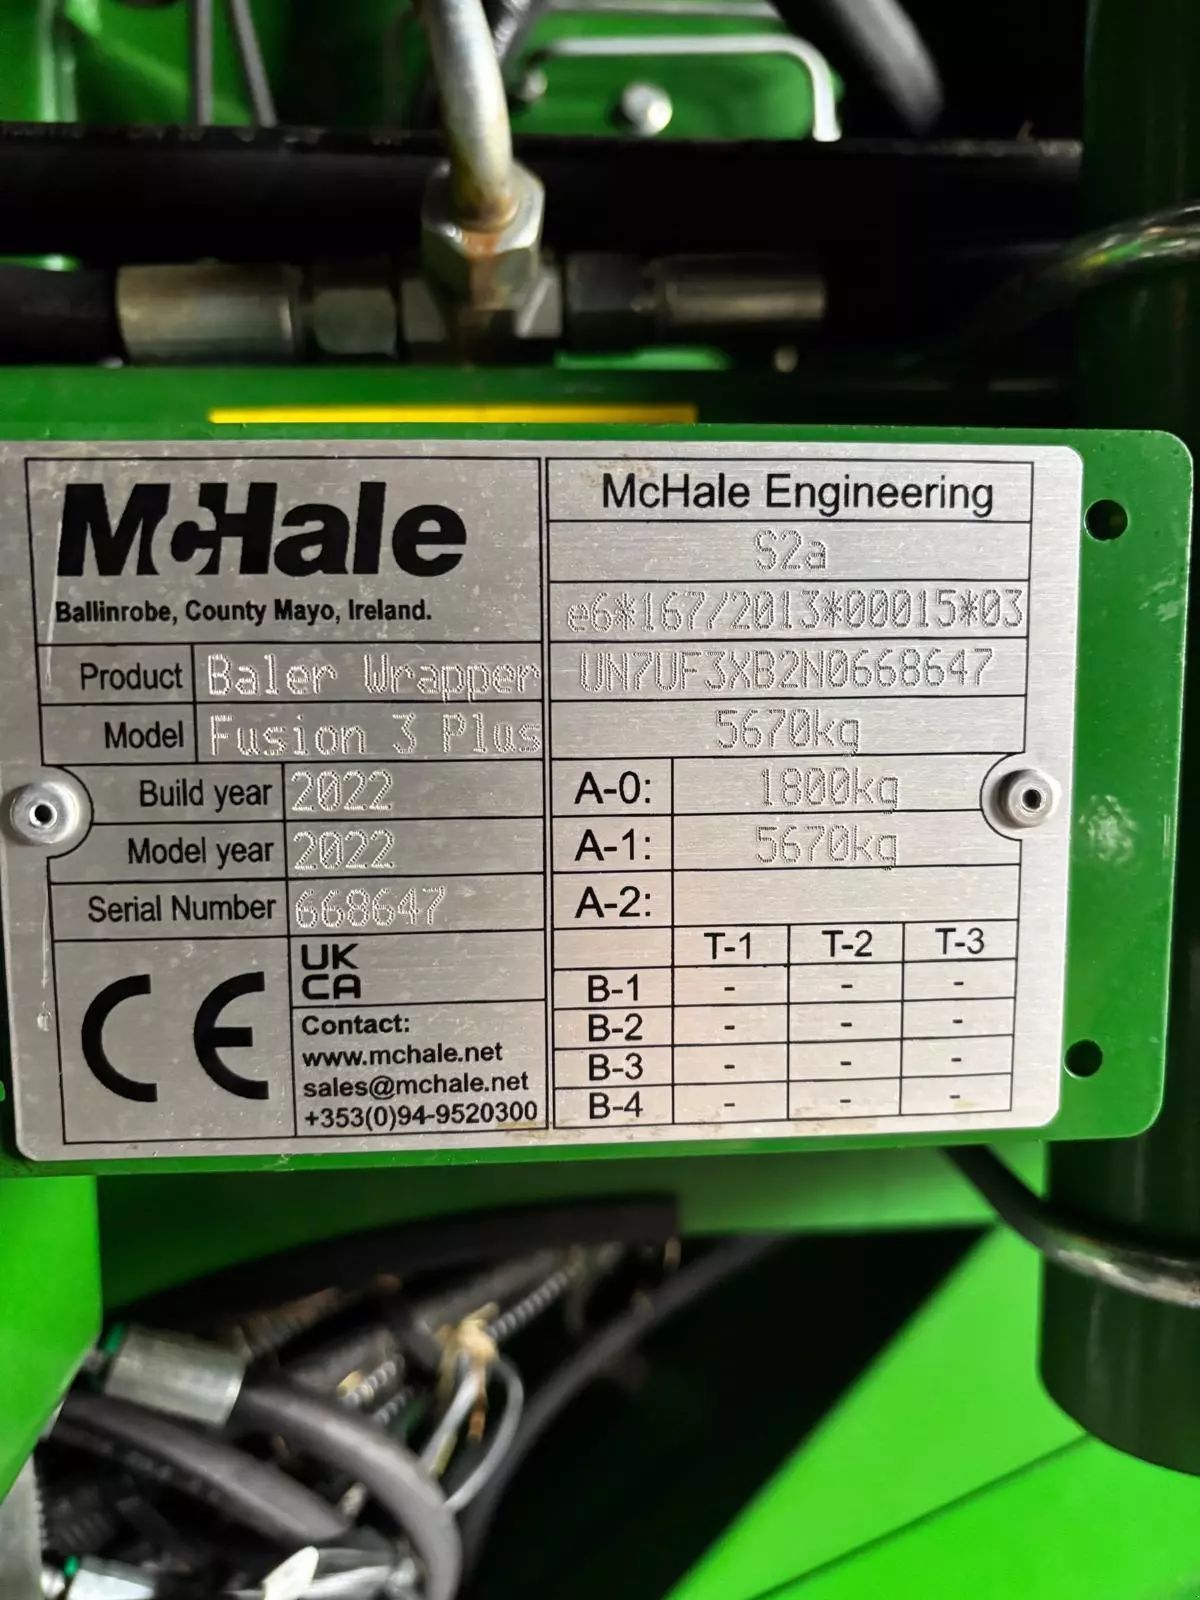 McHale
Ballinrobe, County Mayo, Ireland.
Product Baler Wrapper
Model Fusion 3 Plus
Build year 2022
Model year 2022
Serial Number 668647
CE
UK
CA
Contact:
www.mchale.net
sales@mchale.net
+353(0)94-9520300
McHale Engineering
S2a
e6*167/2013*00015*03
UN7UF3XB2N0668647
5670kg
A-0: 1800kg
A-1: 5670kg
A-2:
T-1 T-2 T-3
B-1 - - -
B-2 - - -
B-3 - - -
B-4 - - -